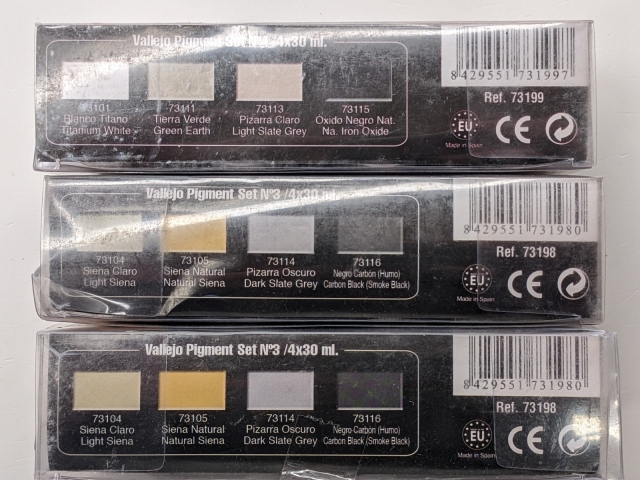 Vallejo Pigment Set Nº4 /4x30 ml.
73101
Blanco Titano
Titanium White
73111
Tierra Verde
Green Earth
73113
Pizarra Claro
Light Slate Grey
73115
Óxido Negro Nat.
Na. Iron Oxide
8 429551 731997
Ref. 73199
EU
Made in Spain
CE
Vallejo Pigment Set Nº3 /4x30 ml.
73104
Siena Claro
Light Siena
73105
Siena Natural
Natural Siena
73114
Pizarra Oscuro
Dark Slate Grey
73116
Negro Carbón (Humo)
Carbon Black (Smoke Black)
8 429551 731980
Ref. 73198
EU
Made in Spain
CE
Vallejo Pigment Set Nº3 /4x30 ml.
73104
Siena Claro
Light Siena
73105
Siena Natural
Natural Siena
73114
Pizarra Oscuro
Dark Slate Grey
73116
Negro Carbón (Humo)
Carbon Black (Smoke Black)
8 429551 731980
Ref. 73198
EU
Made in Spain
CE